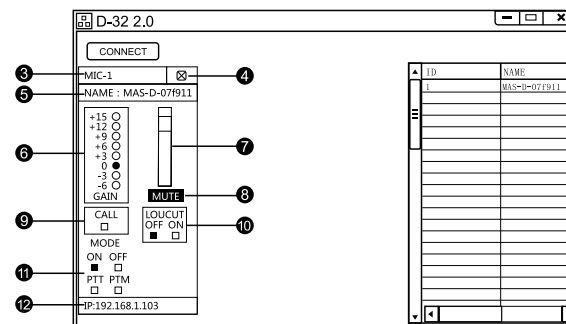 D-32 2.0
CONNECT
3 MIC-1 4
5 NAME : MAS-D-07f911
6
+15
+12
+9
+6
+3
0
-3
-6
GAIN
7
MUTE 8
9 CALL
LOUCUT
OFF ON
10
MODE
ON OFF
11
PTT PTM
12 IP:192.168.1.103
ID NAME
1 MAS-D-07f911